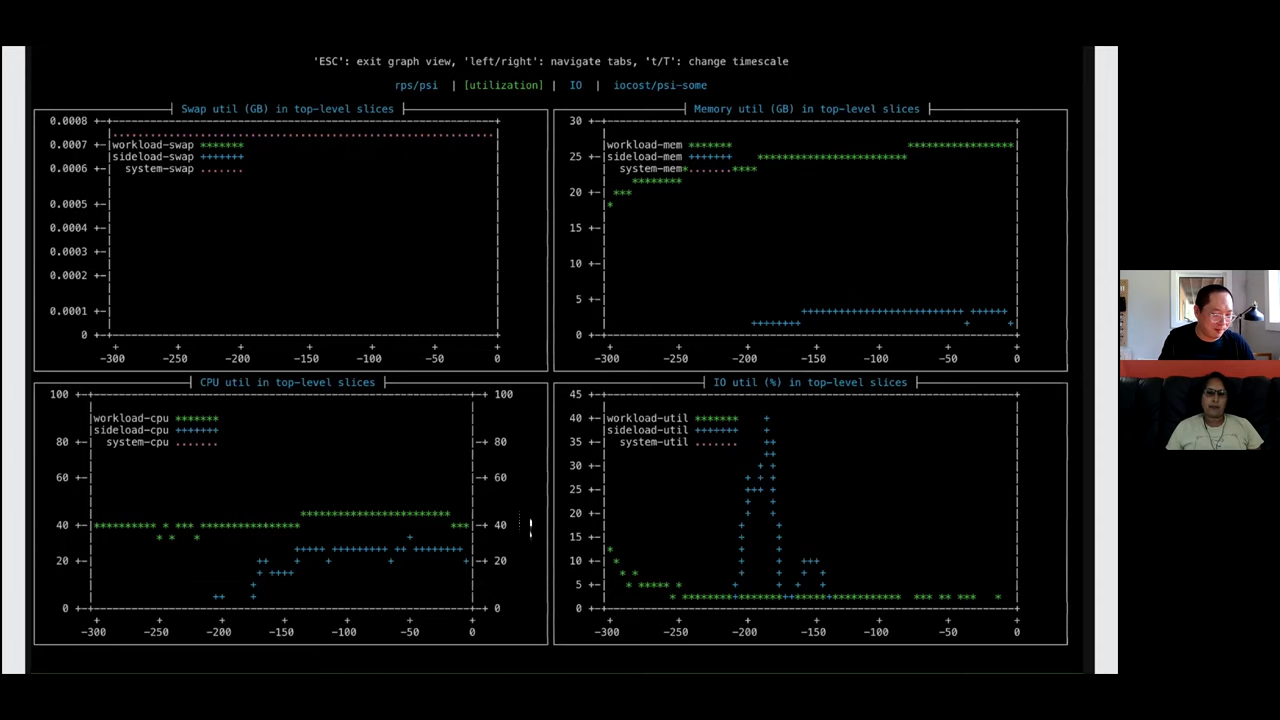 'ESC': exit graph view, 'left/right': navigate tabs, 't/T': change timescale
rps/psi | [utilization] | IO | iocost/psi-some
Swap util (GB) in top-level slices
0.0008
0.0007
0.0006
0.0005
0.0004
0.0003
0.0002
0.0001
0
workload-swap
sideload-swap
system-swap
-300 -250 -200 -150 -100 -50 0
Memory util (GB) in top-level slices
30
25
20
15
10
5
0
workload-mem
sideload-mem
system-mem
-300 -250 -200 -150 -100 -50 0
CPU util in top-level slices
100 100
80 80
60 60
40 40
20 20
0 0
workload-cpu
sideload-cpu
system-cpu
-300 -250 -200 -150 -100 -50 0
IO util (%) in top-level slices
45
40
35
30
25
20
15
10
5
0
workload-util
sideload-util
system-util
-300 -250 -200 -150 -100 -50 0